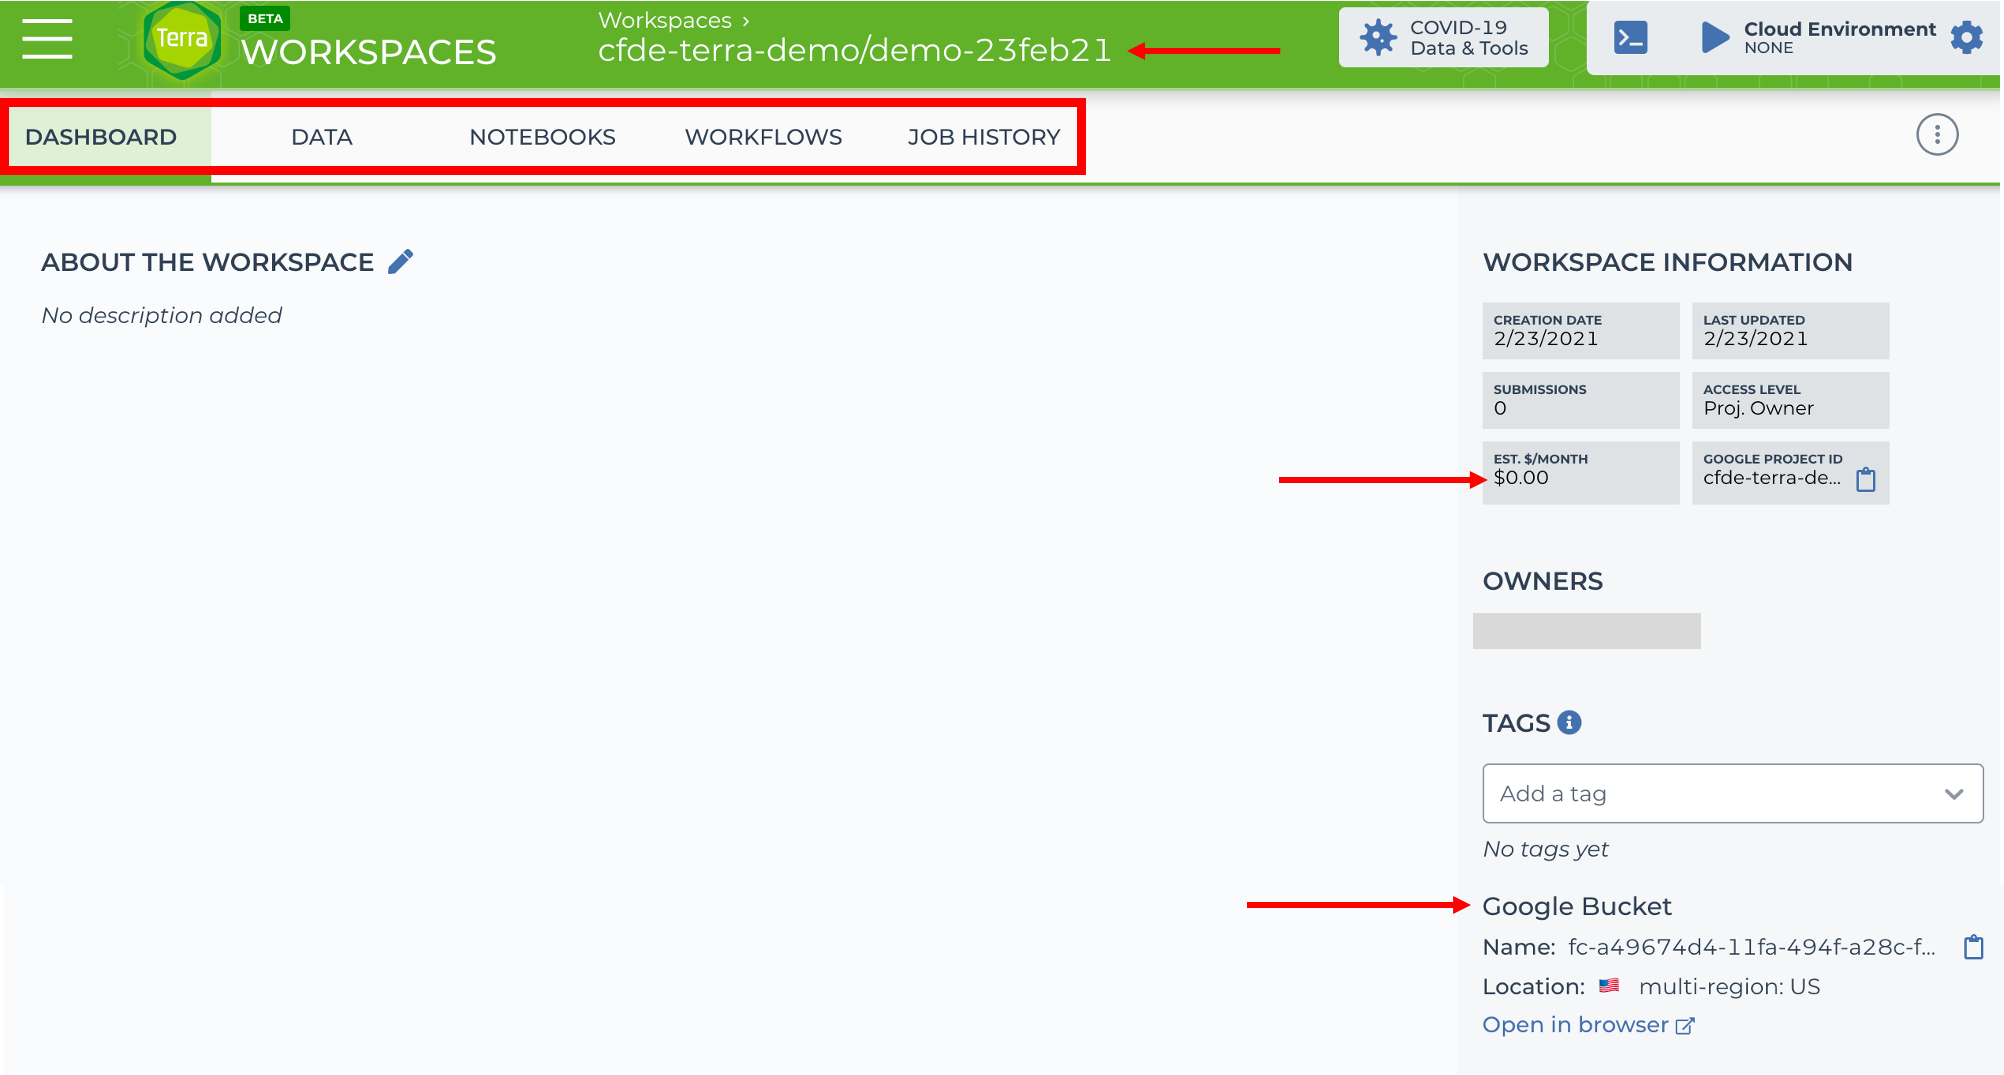 Terra
BETA
WORKSPACES
Workspaces ›
cfde-terra-demo/demo-23feb21
COVID-19
Data & Tools
Cloud Environment
NONE
DASHBOARD
DATA
NOTEBOOKS
WORKFLOWS
JOB HISTORY
ABOUT THE WORKSPACE
No description added
WORKSPACE INFORMATION
CREATION DATE
2/23/2021
LAST UPDATED
2/23/2021
SUBMISSIONS
0
ACCESS LEVEL
Proj. Owner
EST. $/MONTH
$0.00
GOOGLE PROJECT ID
cfde-terra-de...
OWNERS
TAGS
Add a tag
No tags yet
Google Bucket
Name: fc-a49674d4-11fa-494f-a28c-f...
Location: multi-region: US
Open in browser